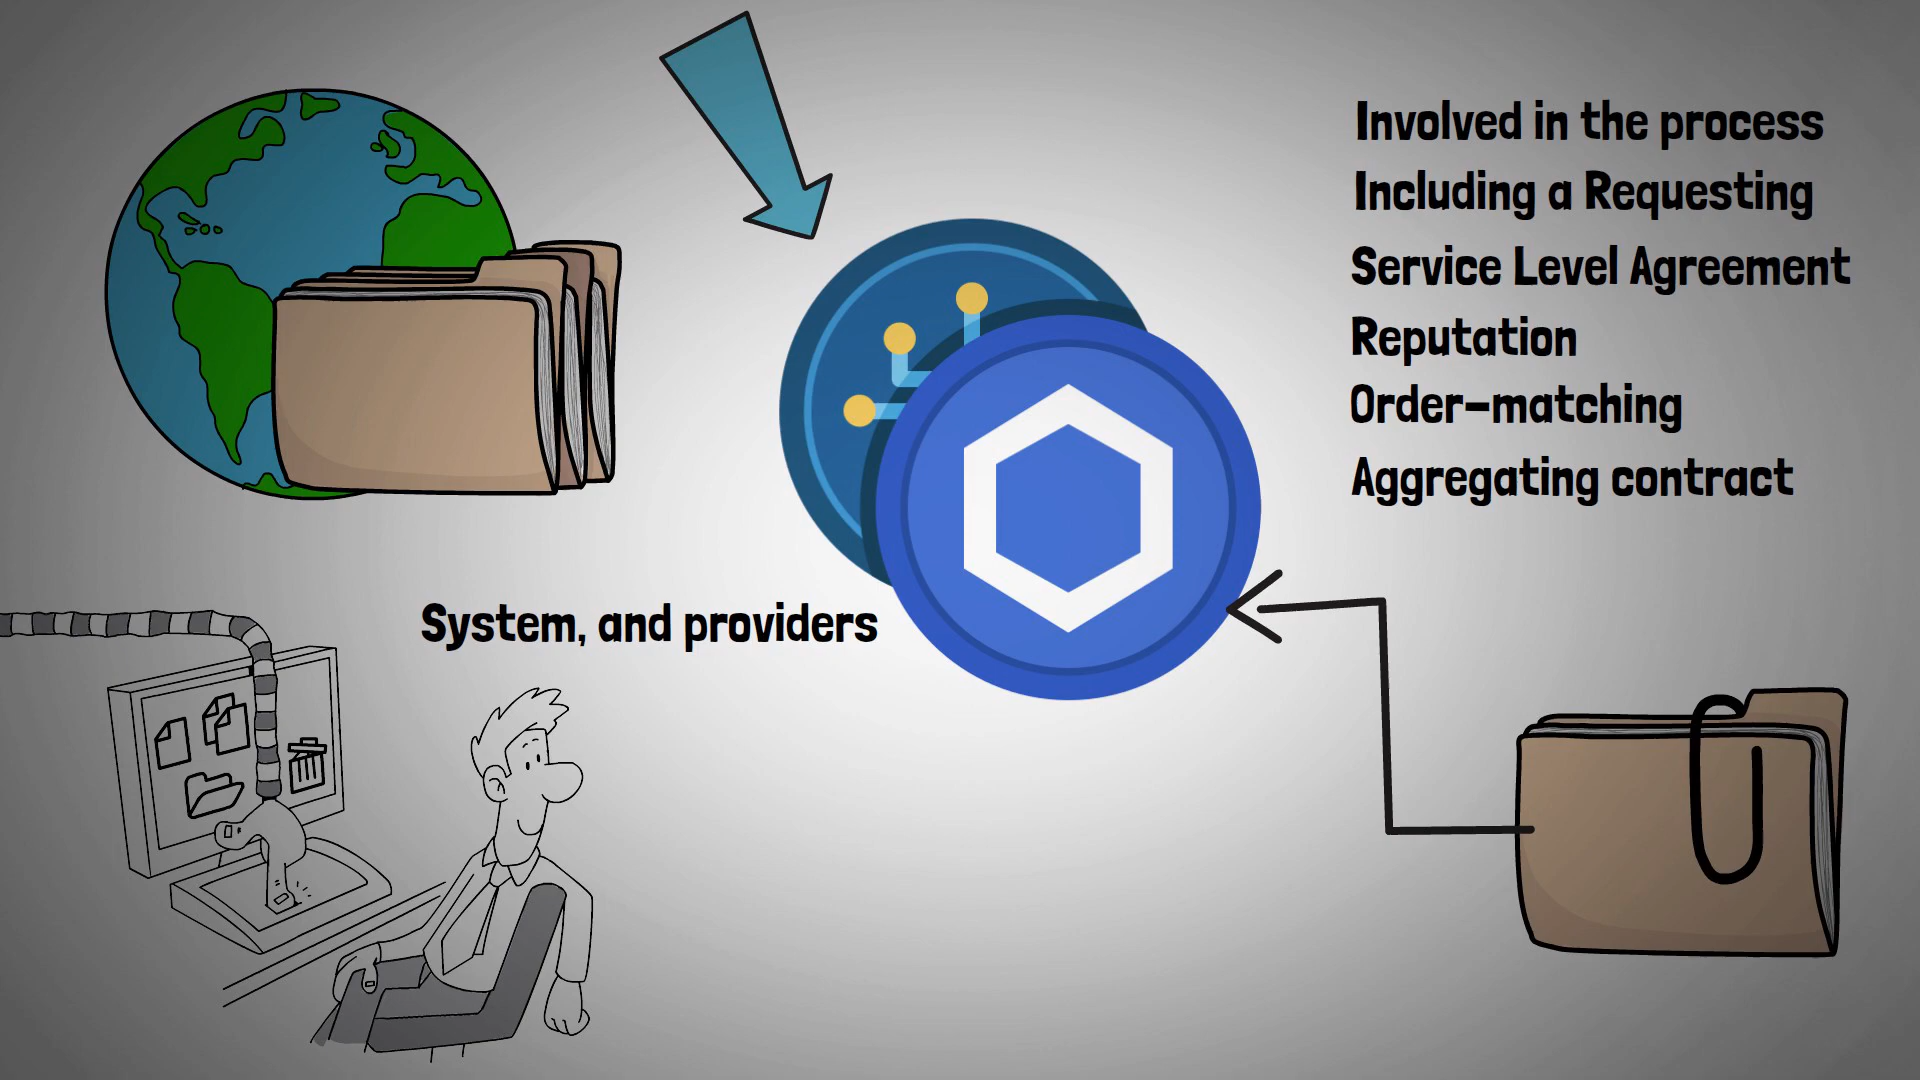 Involved in the process
Including a Requesting
Service Level Agreement
Reputation
Order-matching
Aggregating contract
System, and providers